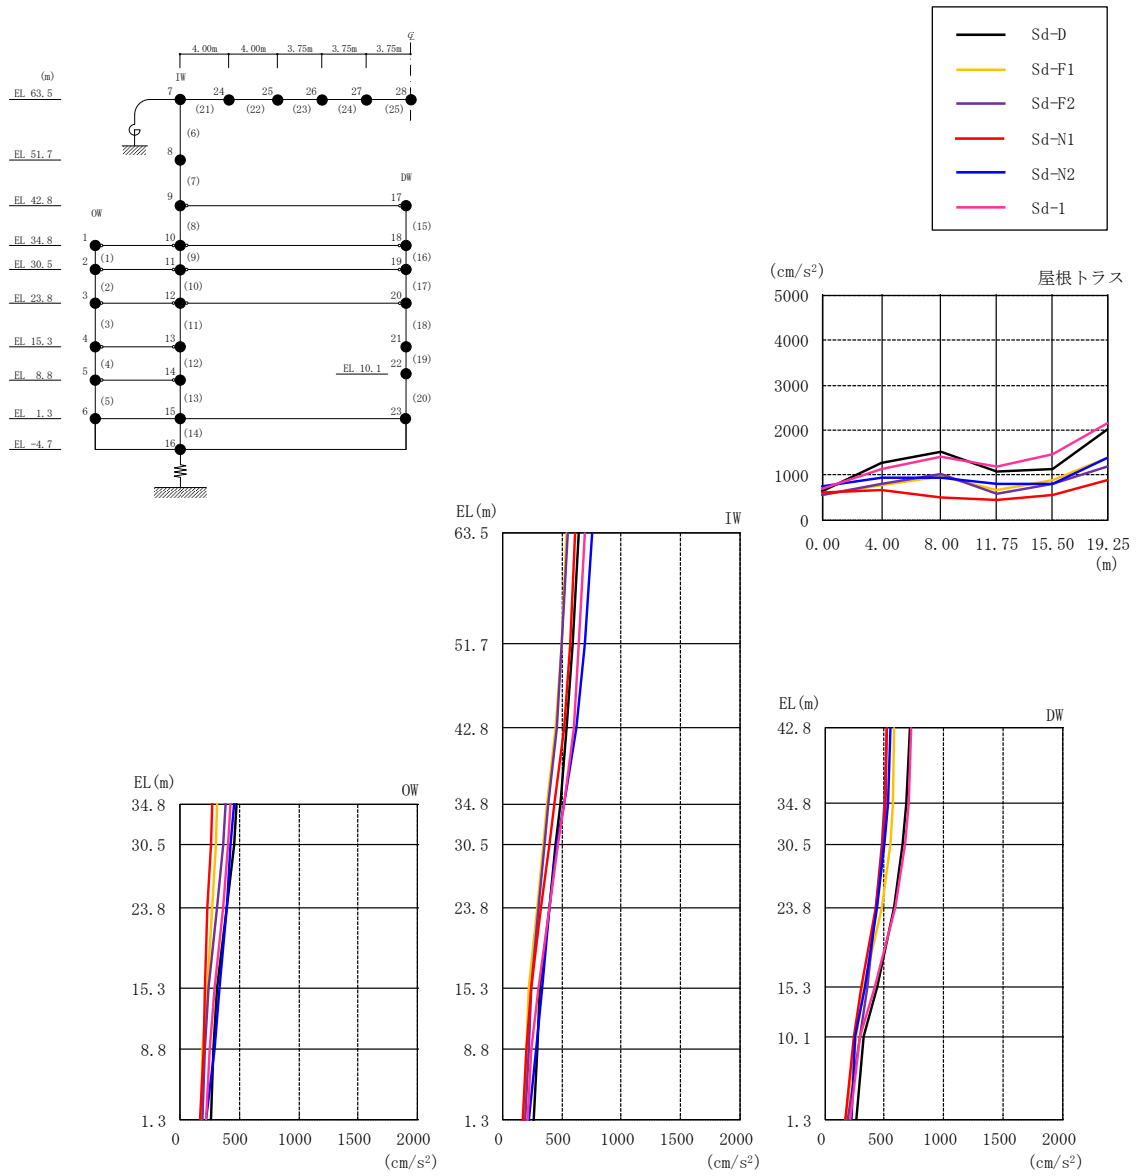 4.00m 4.00m 3.75m 3.75m 3.75m ℄
(m)
IW
EL 63.5 7 24 25 26 27 28
(21) (22) (23) (24) (25)
(6)
EL 51.7 8
(7)
DW
EL 42.8 9 17
OW
(8) (15)
EL 34.8 1 10 18
(1) (9) (16)
EL 30.5 2 11 19
(2) (10) (17)
EL 23.8 3 12 20
(3) (11) (18)
EL 15.3 4 13 21
(4) (12) (19)
EL 10.1 22
EL 8.8 5 14
(5) (13) (20)
EL 1.3 6 15 23
(14)
EL -4.7 16
Sd-D
Sd-F1
Sd-F2
Sd-N1
Sd-N2
Sd-1
(cm/s²)
屋根トラス
5000
4000
3000
2000
1000
0
0.00 4.00 8.00 11.75 15.50 19.25
(m)
EL(m) IW
63.5
51.7
42.8
34.8
30.5
23.8
15.3
8.8
1.3
0 500 1000 1500 2000
(cm/s²)
EL(m) OW
34.8
30.5
23.8
15.3
8.8
1.3
0 500 1000 1500 2000
(cm/s²)
EL(m) DW
42.8
34.8
30.5
23.8
15.3
10.1
1.3
0 500 1000 1500 2000
(cm/s²)